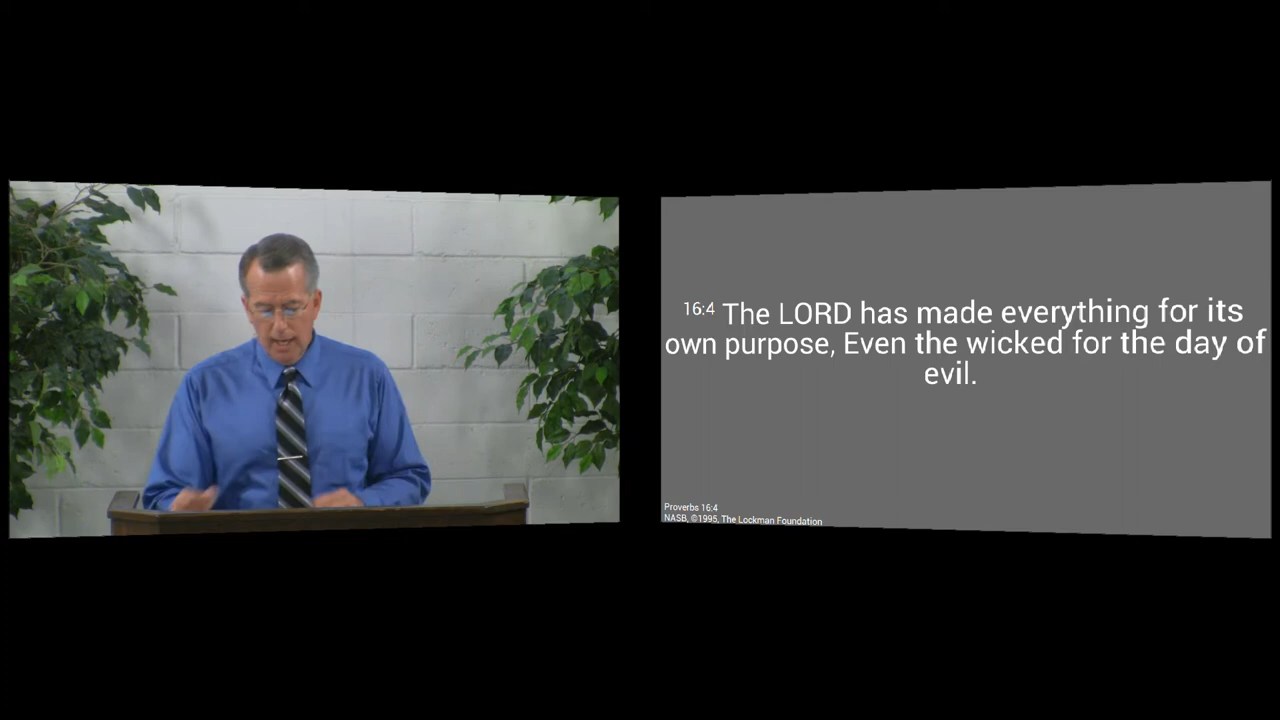 16:4 The LORD has made everything for its
own purpose, Even the wicked for the day of
evil.
Proverbs 16:4
NASB, ©1995, The Lockman Foundation